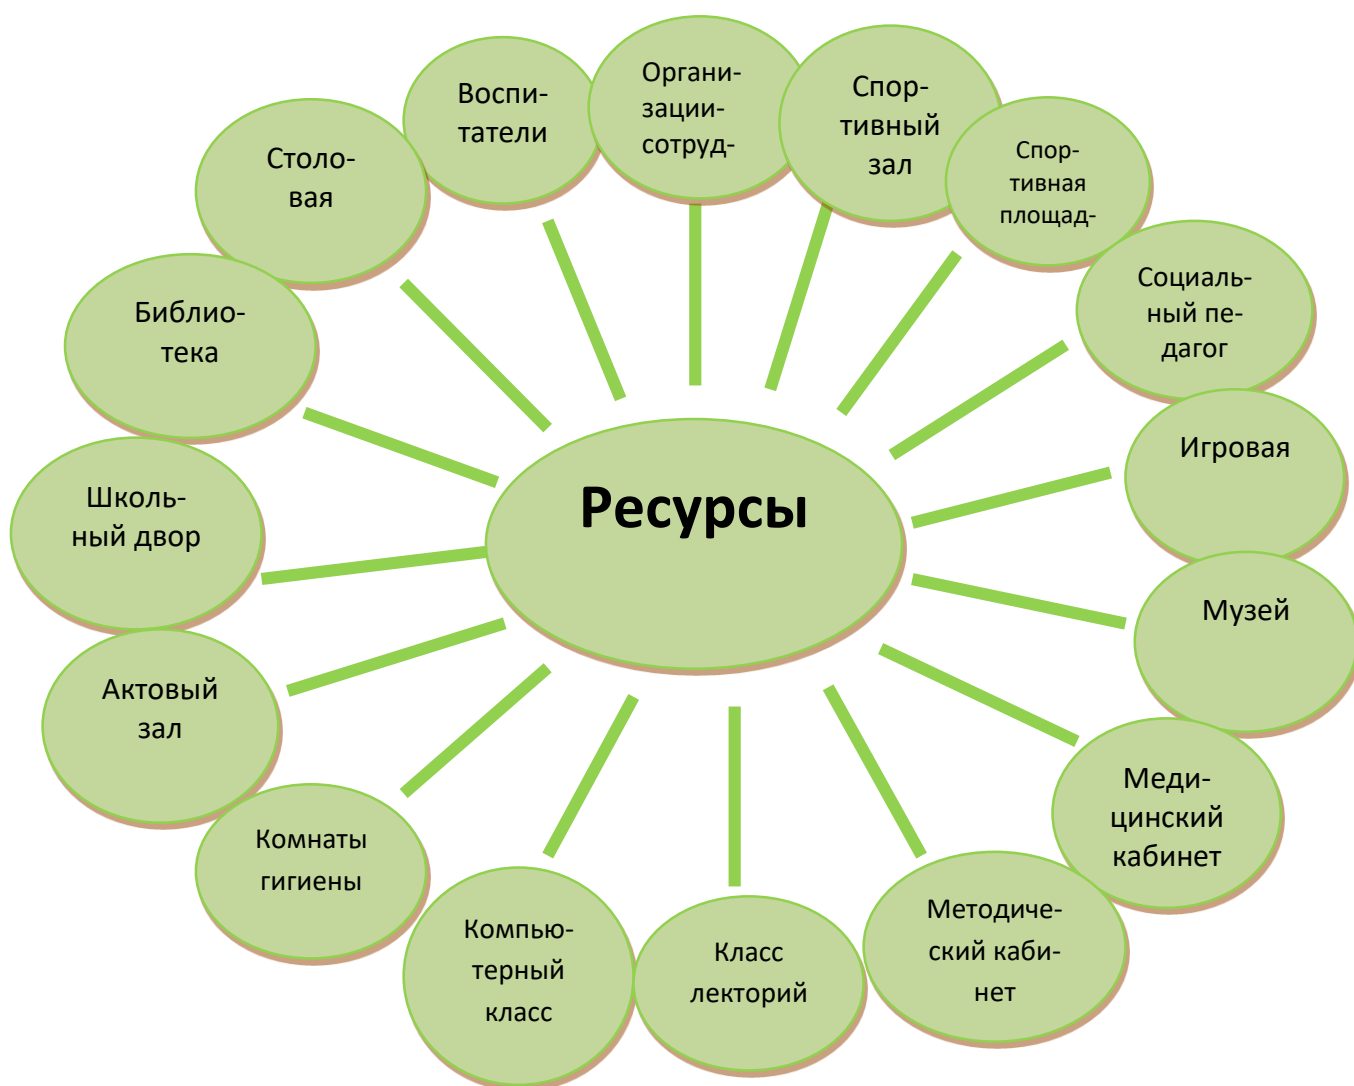 Органи-
зации-
сотруд-
Спор-
тивный
зал
Спор-
тивная
площад-
Социаль-
ный пе-
дагог
Игровая
Музей
Меди-
цинский
кабинет
Методиче-
ский каби-
нет
Класс
лекторий
Компью-
терный
класс
Комнаты
гигиены
Актовый
зал
Школь-
ный двор
Библио-
тека
Столо-
вая
Воспи-
татели
Ресурсы